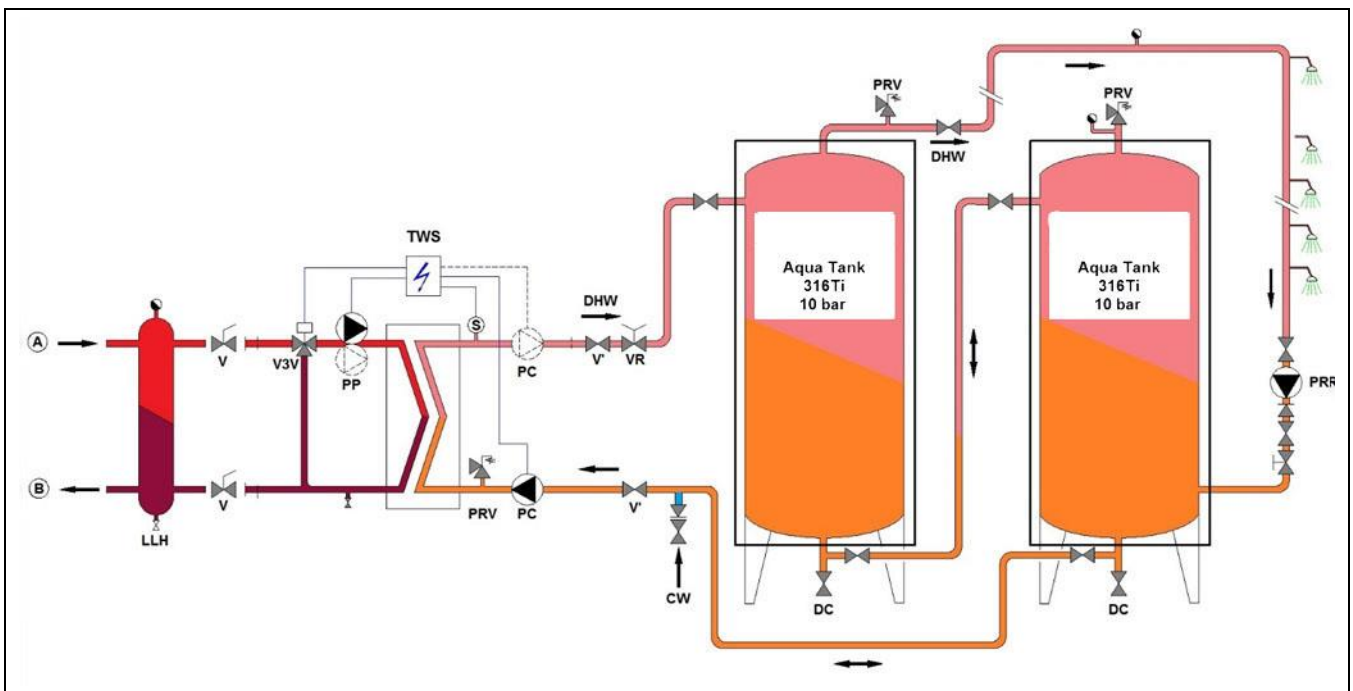 PRV
PRV
DHW
TWS
Aqua Tank
316Ti
10 bar
Aqua Tank
316Ti
10 bar
DHW
S
A
V
V3V
PP
PC
V'
VR
PRR
B
V
LLH
PRV
PC
V'
CW
DC
DC